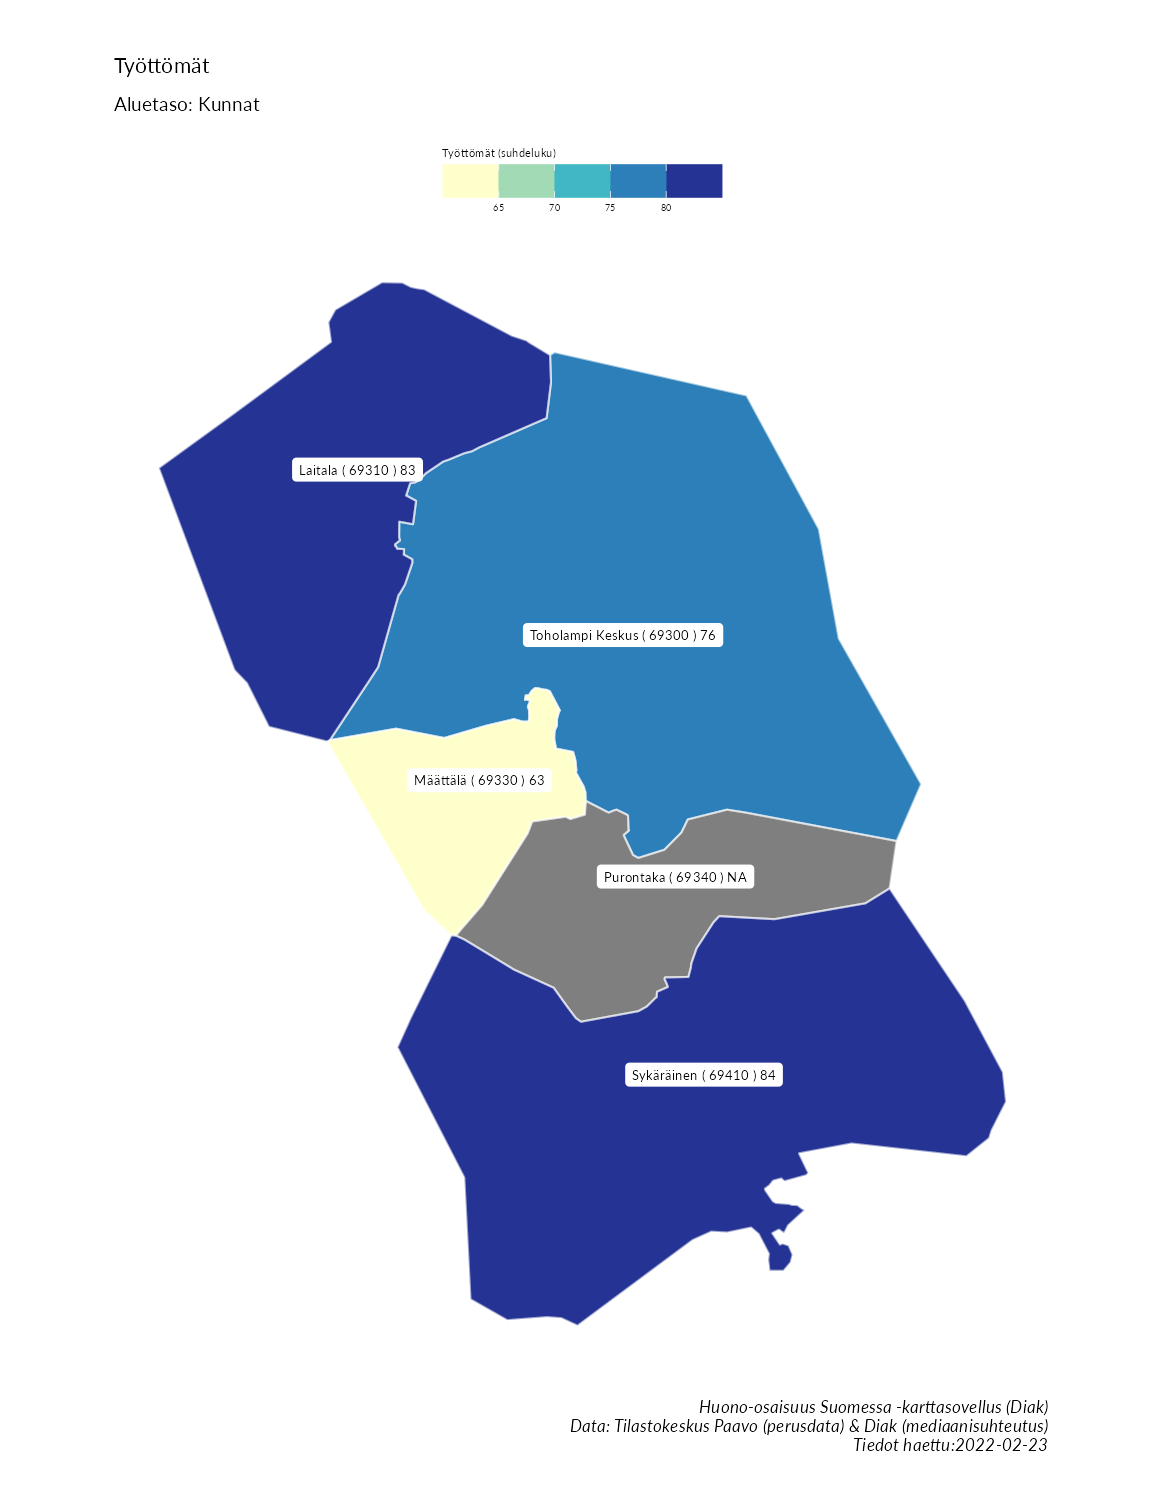 Työttömät
Aluetaso: Kunnat
Työttömät (suhdeluku)
65 70 75 80
Laitala ( 69310 ) 83
Toholampi Keskus ( 69300 ) 76
Määttälä ( 69330 ) 63
Purontaka ( 69340 ) NA
Sykäräinen ( 69410 ) 84
Huono-osaisuus Suomessa -karttasovellus (Diak)
Data: Tilastokeskus Paavo (perusdata) & Diak (mediaanisuhteutus)
Tiedot haettu:2022-02-23